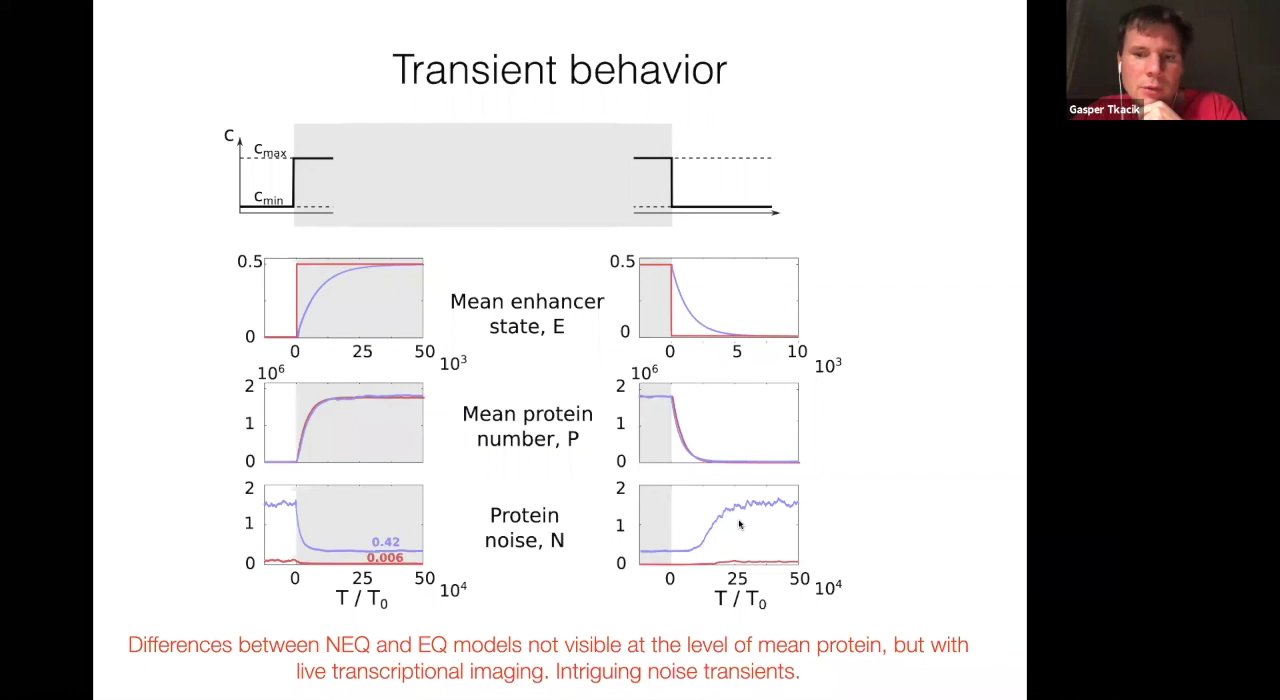 Transient behavior
Gasper Tkacik
c
cmax
cmin
0.5
0
0 25 50
10³
Mean enhancer
state, E
0.5
0
0 5 10
10³
10⁶
2
1
0
Mean protein
number, P
10⁶
2
1
0
2
1
0
0.42
0.006
0 25 50
10⁴
T / T₀
Protein
noise, N
2
1
0
0 25 50
10⁴
T / T₀
Differences between NEQ and EQ models not visible at the level of mean protein, but with
live transcriptional imaging. Intriguing noise transients.